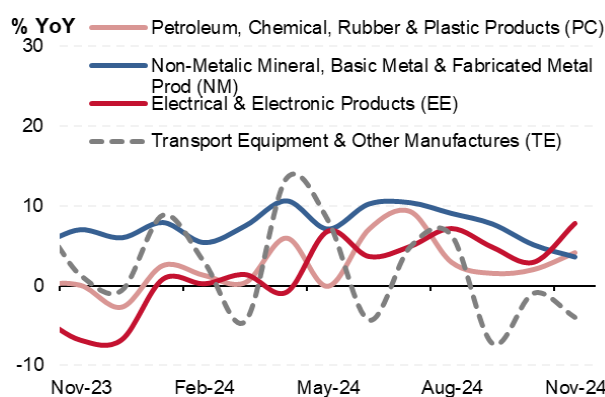 % YoY
Petroleum, Chemical, Rubber & Plastic Products (PC)
Non-Metalic Mineral, Basic Metal & Fabricated Metal
Prod (NM)
Electrical & Electronic Products (EE)
Transport Equipment & Other Manufactures (TE)
30
20
10
0
-10
Nov-23
Feb-24
May-24
Aug-24
Nov-24